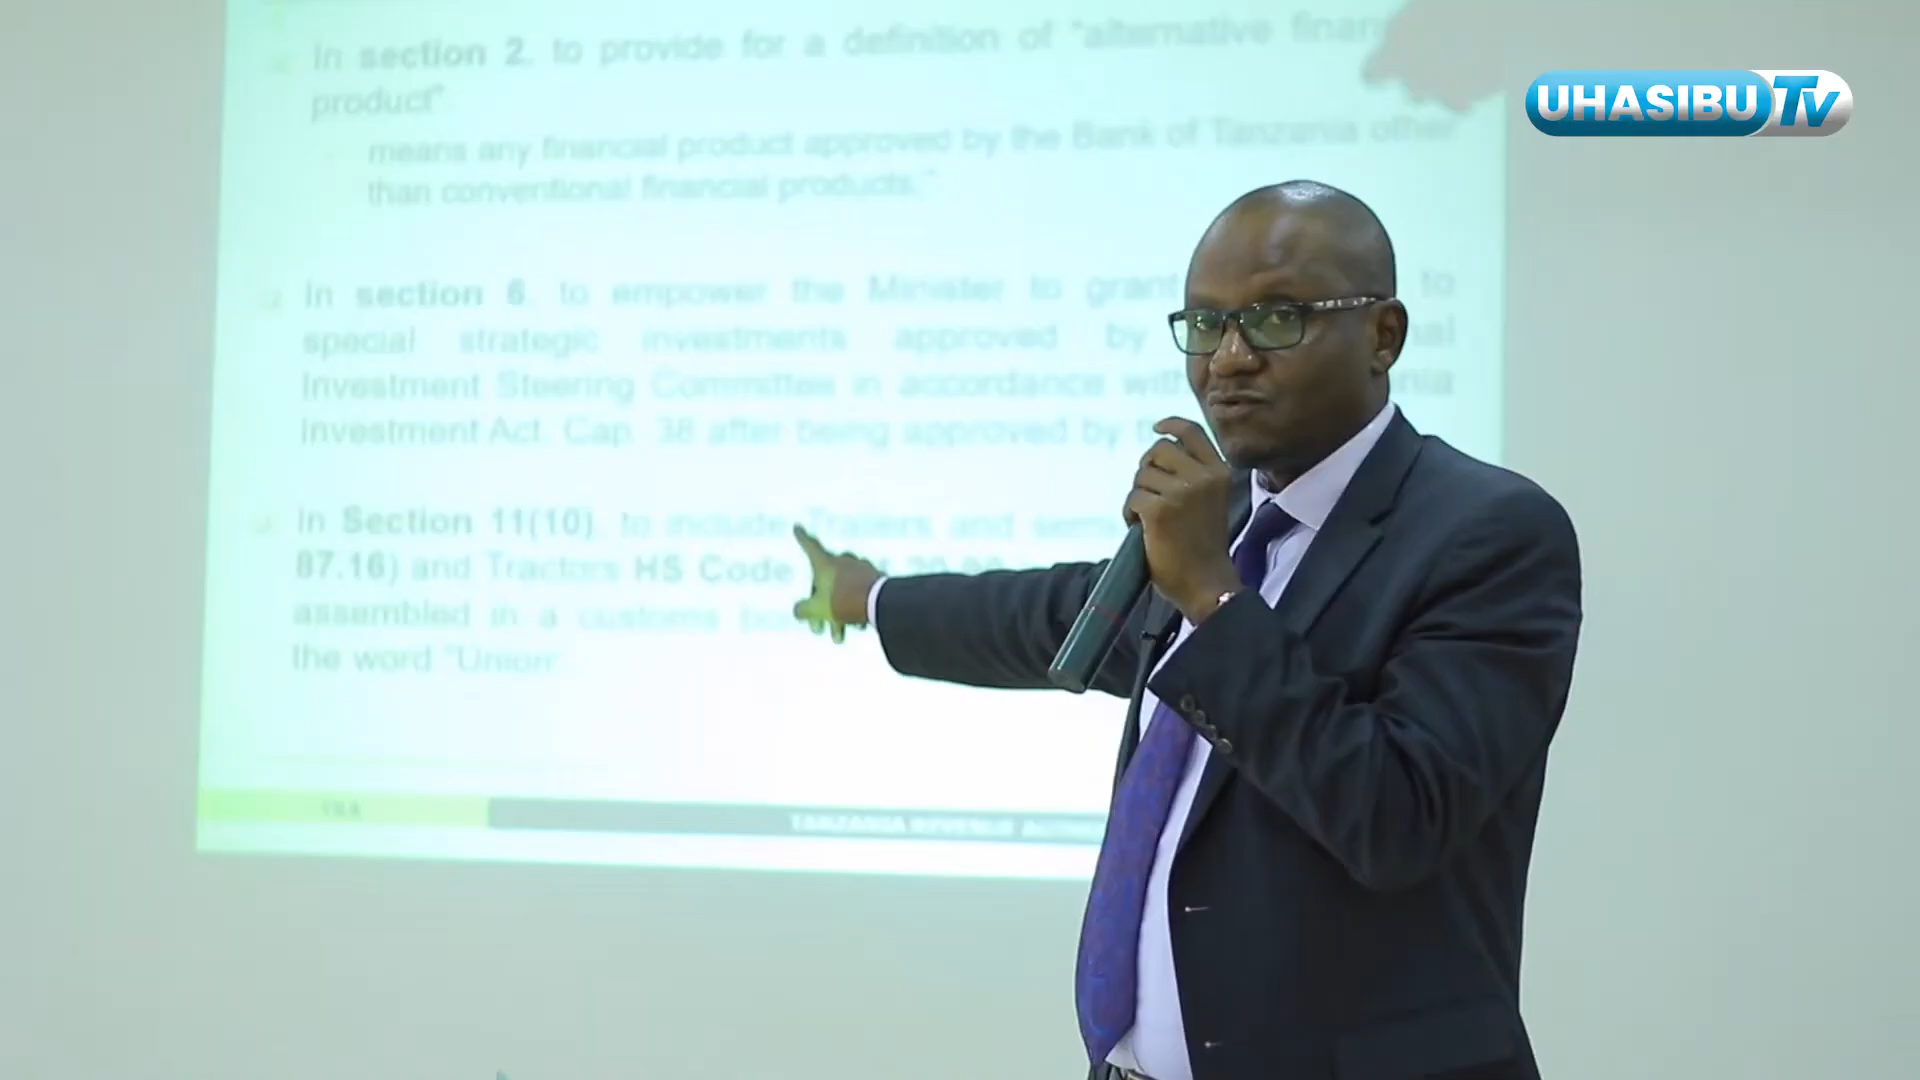 UHASIBU Tv
In section 2, to provide for a definition of "alternative
product".
means any financial product approved by the Bank of Tanzania other
than conventional financial products."
In section 6, to empower the Minister to grant to
special strategic investments approved by
Investment Steering Committee in accordance with
Investment Act, Cap. 38 after being approved by
In Section 11(10), to include Trailers and
87.16) and Tractors HS Code
assembled in a customs
the word "Union".
TRA
TANZANIA REVENUE